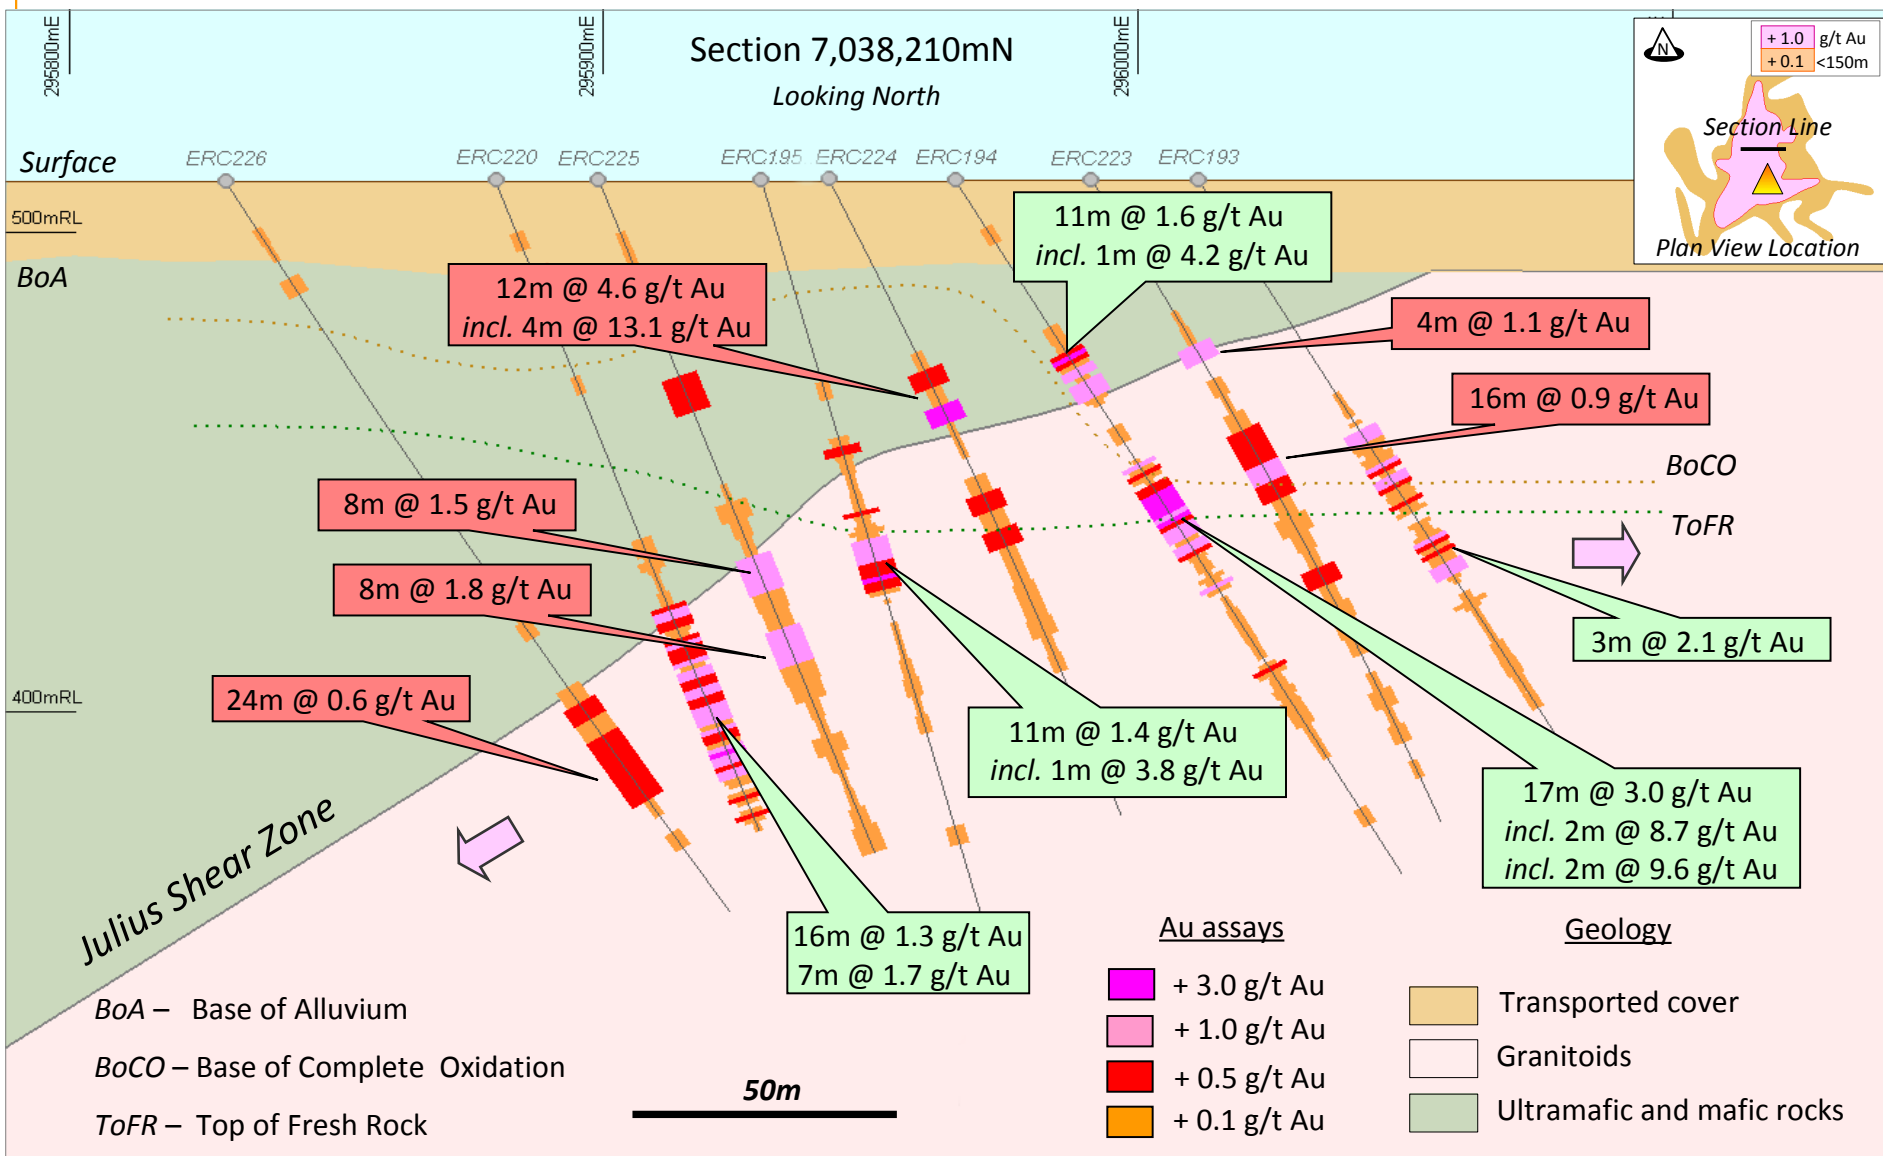 295800mE
295900mE
296000mE
Section 7,038,210mN
Looking North
N
+ 1.0 g/t Au
+ 0.1 <150m
Section Line
Plan View Location
Surface
ERC226
ERC220
ERC225
ERC195
ERC224
ERC194
ERC223
ERC193
500mRL
BoA
11m @ 1.6 g/t Au
incl. 1m @ 4.2 g/t Au
12m @ 4.6 g/t Au
incl. 4m @ 13.1 g/t Au
4m @ 1.1 g/t Au
16m @ 0.9 g/t Au
BoCO
8m @ 1.5 g/t Au
ToFR
8m @ 1.8 g/t Au
3m @ 2.1 g/t Au
400mRL
24m @ 0.6 g/t Au
11m @ 1.4 g/t Au
incl. 1m @ 3.8 g/t Au
17m @ 3.0 g/t Au
incl. 2m @ 8.7 g/t Au
incl. 2m @ 9.6 g/t Au
Julius Shear Zone
16m @ 1.3 g/t Au
7m @ 1.7 g/t Au
BoA – Base of Alluvium
BoCO – Base of Complete Oxidation
ToFR – Top of Fresh Rock
50m
Au assays
+ 3.0 g/t Au
+ 1.0 g/t Au
+ 0.5 g/t Au
+ 0.1 g/t Au
Geology
Transported cover
Granitoids
Ultramafic and mafic rocks